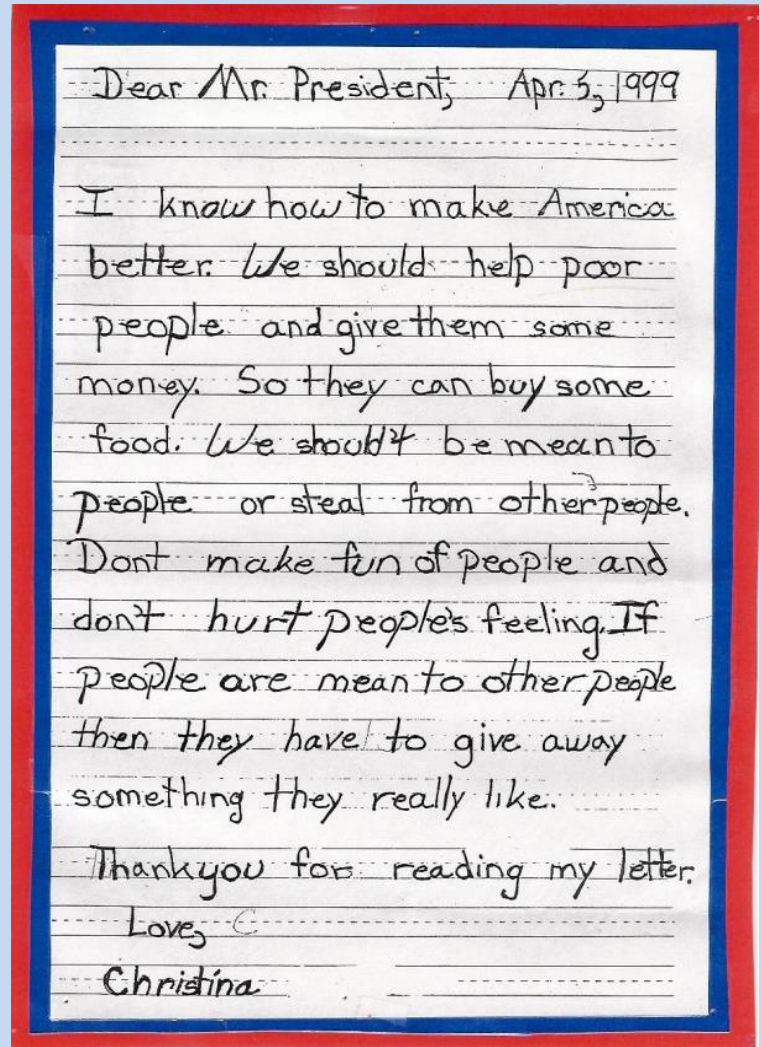 Dear Mr. President, Apr. 5, 1999
I know how to make America
better. We should help poor
people and give them some
money. So they can buy some
food. We should't be mean to
people or steal from other people.
Dont make fun of people and
don't hurt people's feeling. If
people are mean to other people
then they have to give away
something they really like.
Thank you for reading my letter.
Love, C
Christina